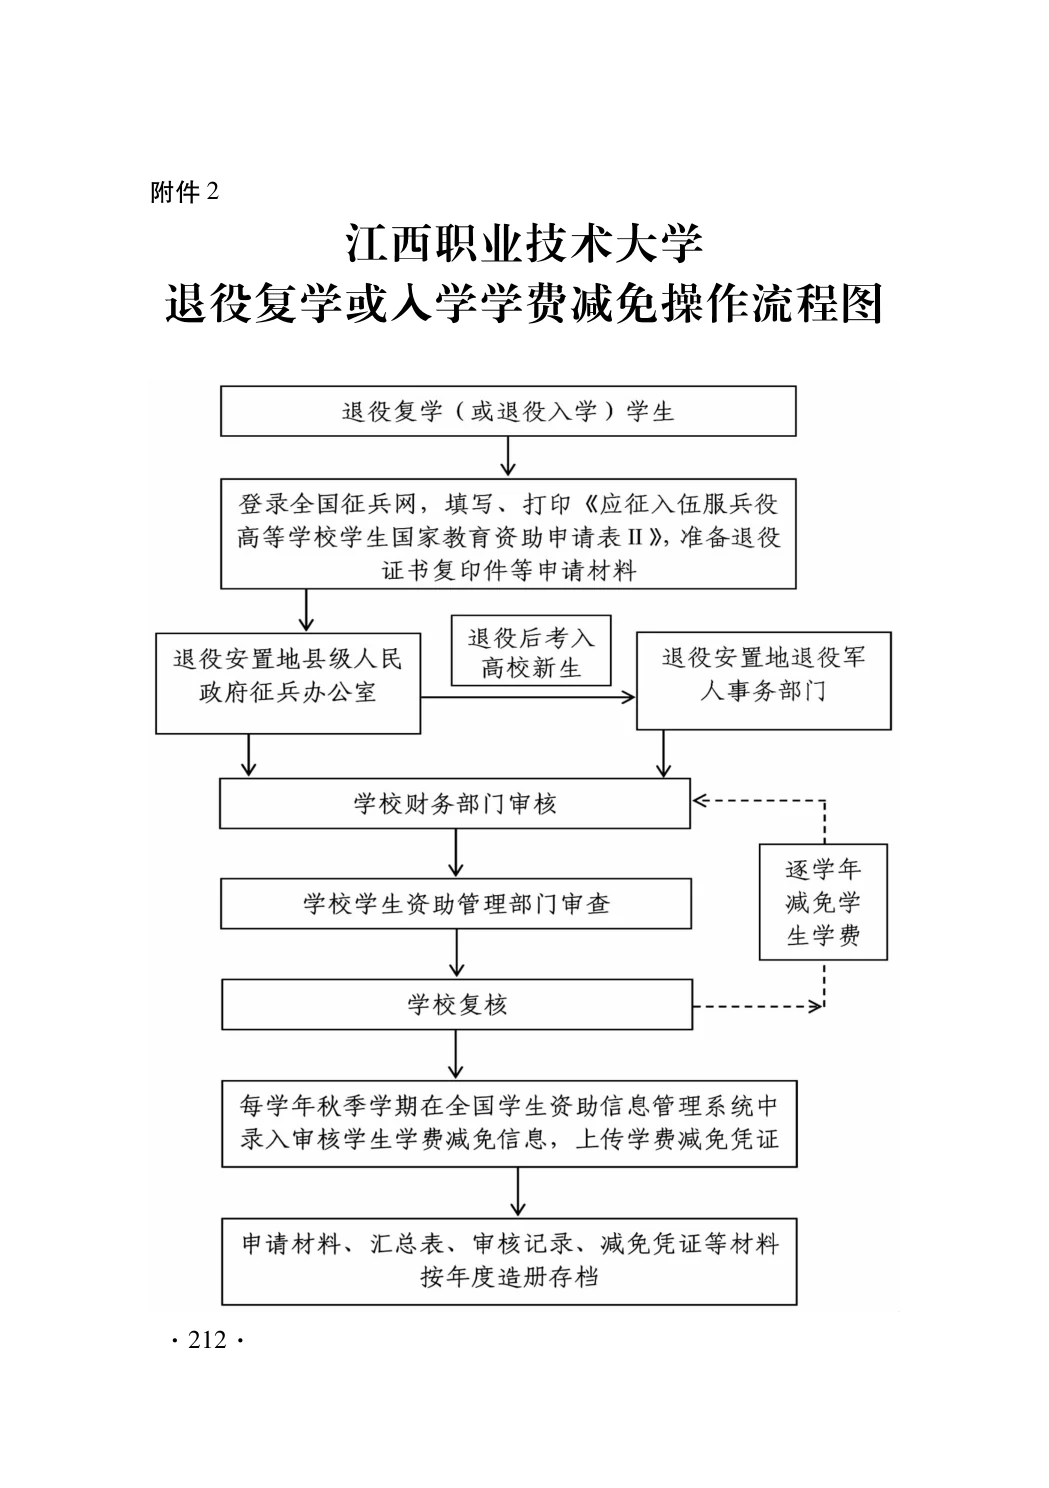 附件 2
江西职业技术大学
退役复学或入学学费减免操作流程图
退役复学（或退役入学）学生
登录全国征兵网，填写、打印《应征入伍服兵役
高等学校学生国家教育资助申请表Ⅱ》，准备退役
证书复印件等申请材料
退役安置地县级人民
政府征兵办公室
退役后考入
高校新生
退役安置地退役军
人事务部门
学校财务部门审核
学校学生资助管理部门审查
逐学年
减免学
生学费
学校复核
每学年秋季学期在全国学生资助信息管理系统中
录入审核学生学费减免信息，上传学费减免凭证
申请材料、汇总表、审核记录、减免凭证等材料
按年度造册存档
·212·